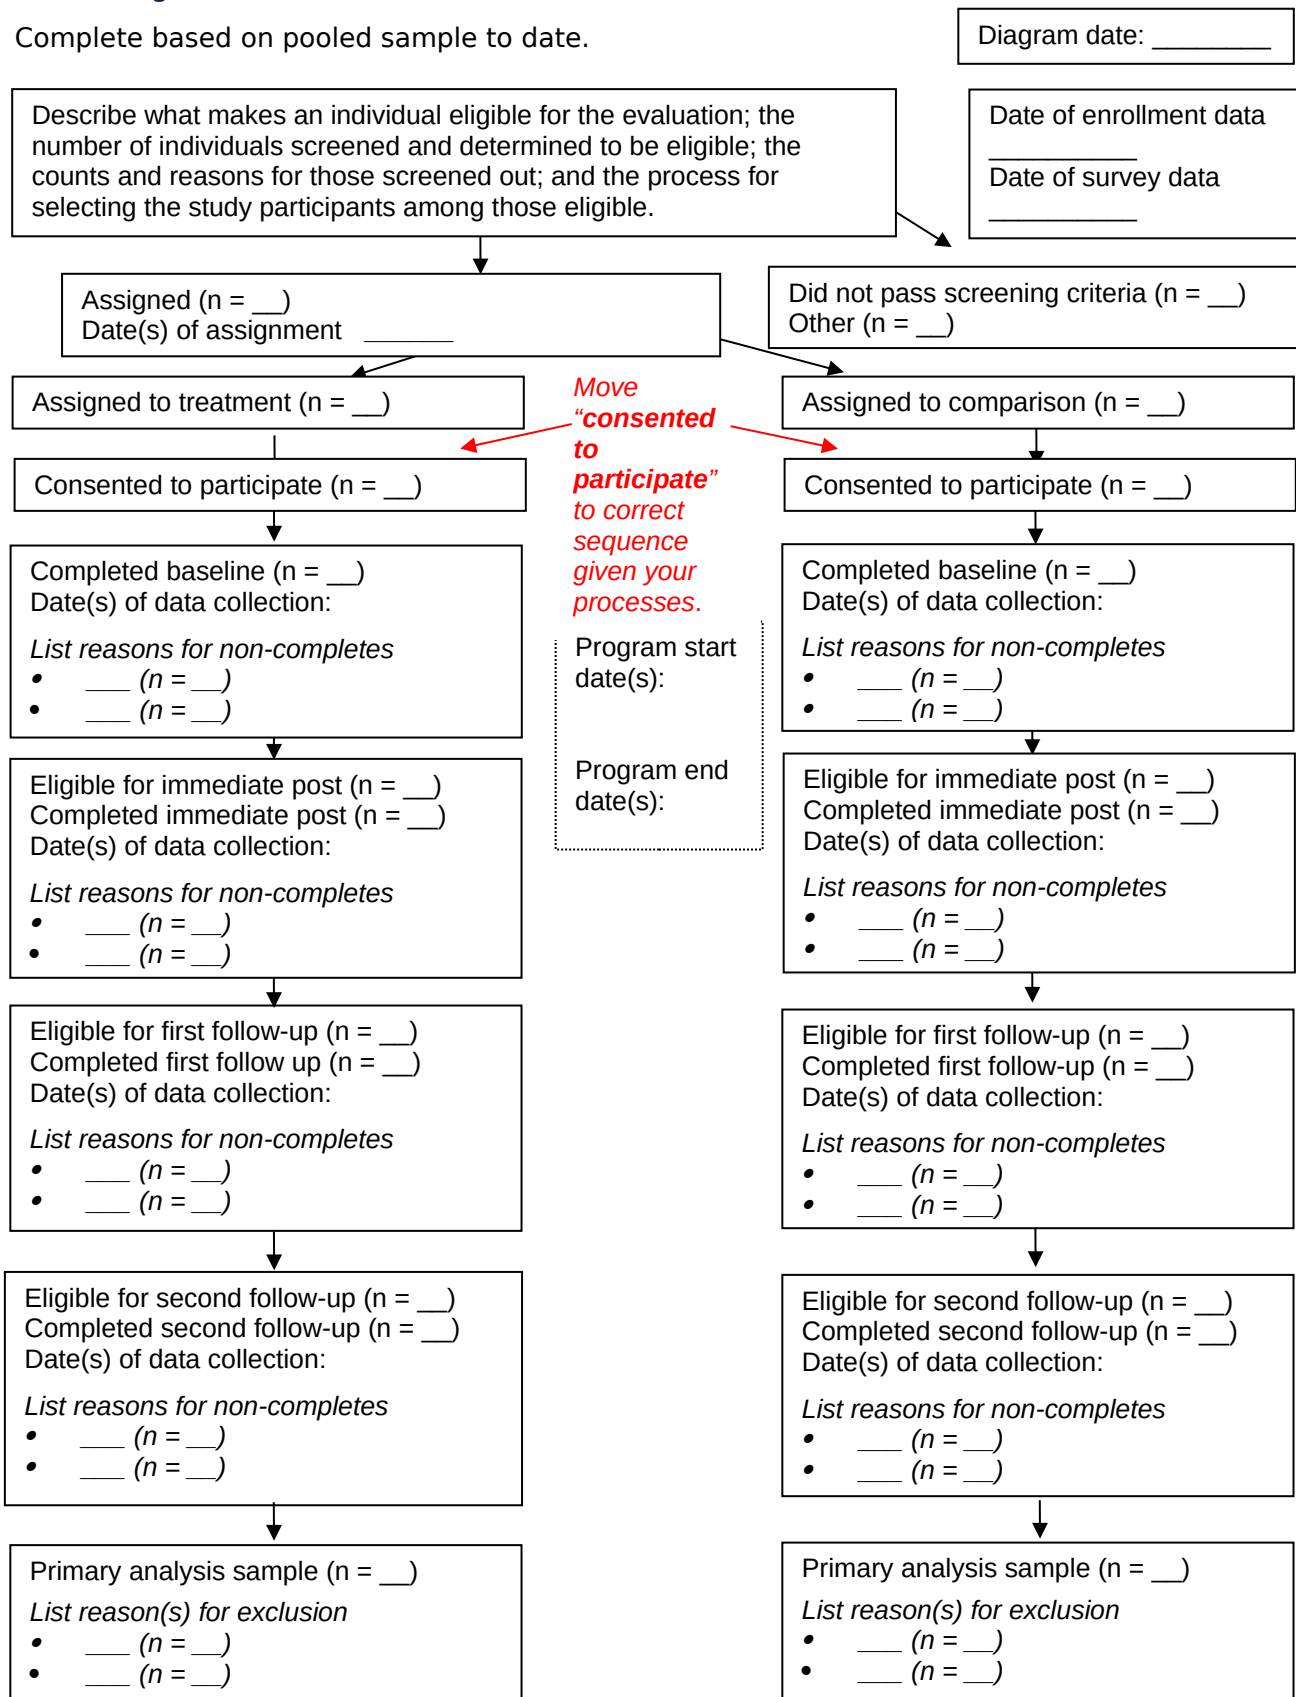 Complete based on pooled sample to date.
Diagram date: ________
Describe what makes an individual eligible for the evaluation; the
number of individuals screened and determined to be eligible; the
counts and reasons for those screened out; and the process for
selecting the study participants among those eligible.
Date of enrollment data
__________
Date of survey data
__________
Assigned (n = __)
Date(s) of assignment ______
Did not pass screening criteria (n = __)
Other (n = __)
Assigned to treatment (n = __)
Move
“consented
to
participate”
to correct
sequence
given your
processes.
Assigned to comparison (n = __)
Consented to participate (n = __)
Consented to participate (n = __)
Completed baseline (n = __)
Date(s) of data collection:
List reasons for non-completes
• ___ (n = __)
• ___ (n = __)
Program start
date(s):
Program end
date(s):
Completed baseline (n = __)
Date(s) of data collection:
List reasons for non-completes
• ___ (n = __)
• ___ (n = __)
Eligible for immediate post (n = __)
Completed immediate post (n = __)
Date(s) of data collection:
List reasons for non-completes
• ___ (n = __)
• ___ (n = __)
Eligible for immediate post (n = __)
Completed immediate post (n = __)
Date(s) of data collection:
List reasons for non-completes
• ___ (n = __)
• ___ (n = __)
Eligible for first follow-up (n = __)
Completed first follow up (n = __)
Date(s) of data collection:
List reasons for non-completes
• ___ (n = __)
• ___ (n = __)
Eligible for first follow-up (n = __)
Completed first follow-up (n = __)
Date(s) of data collection:
List reasons for non-completes
• ___ (n = __)
• ___ (n = __)
Eligible for second follow-up (n = __)
Completed second follow-up (n = __)
Date(s) of data collection:
List reasons for non-completes
• ___ (n = __)
• ___ (n = __)
Eligible for second follow-up (n = __)
Completed second follow-up (n = __)
Date(s) of data collection:
List reasons for non-completes
• ___ (n = __)
• ___ (n = __)
Primary analysis sample (n = __)
List reason(s) for exclusion
• ___ (n = __)
• ___ (n = __)
Primary analysis sample (n = __)
List reason(s) for exclusion
• ___ (n = __)
• ___ (n = __)